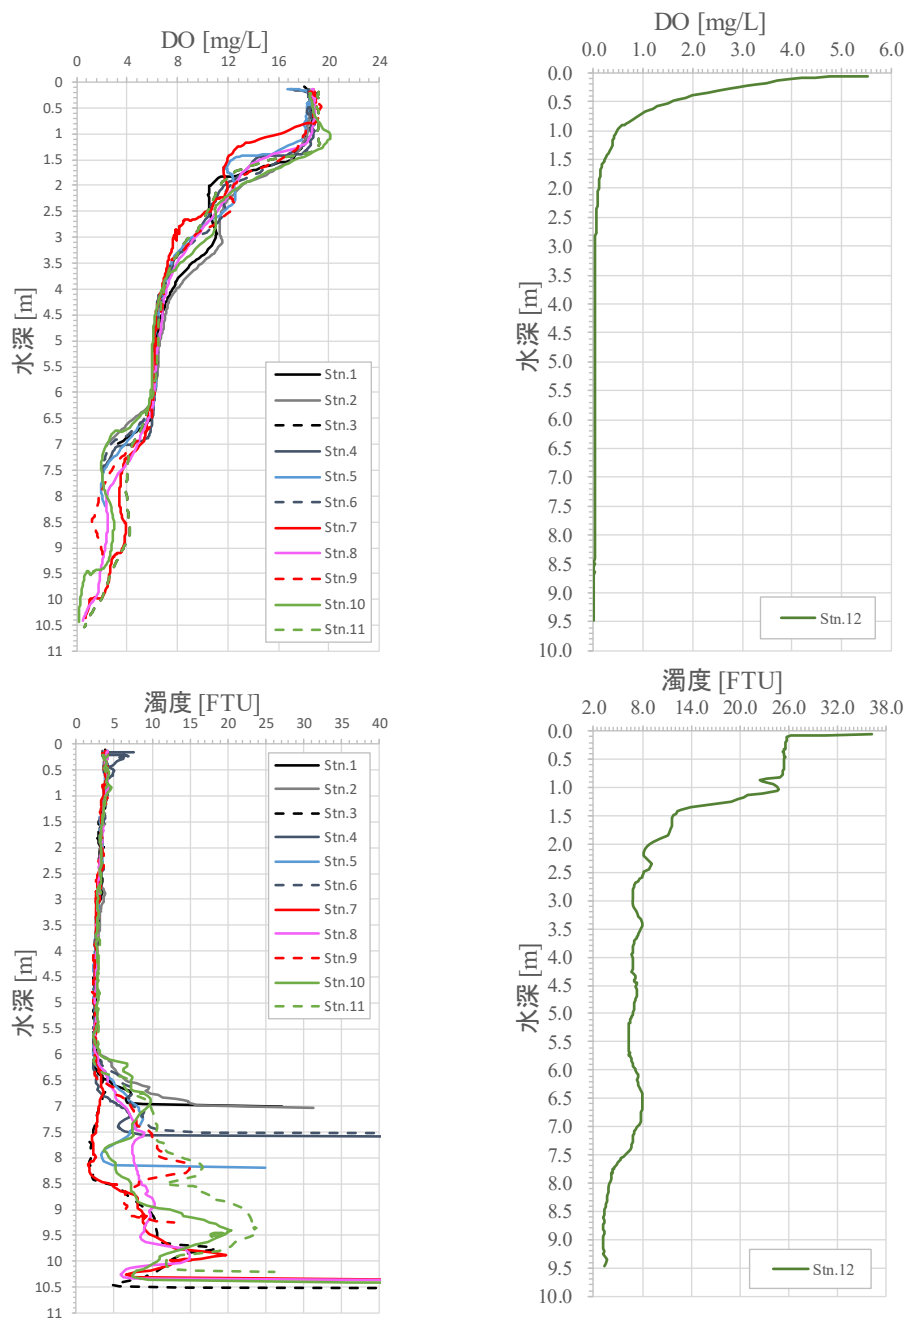 DO [mg/L]
0 4 8 12 16 20 24
0
0.5
1
1.5
2
2.5
3
3.5
4
4.5
5
5.5
6
6.5
7
7.5
8
8.5
9
9.5
10
10.5
11
水深 [m]
Stn.1
Stn.2
Stn.3
Stn.4
Stn.5
Stn.6
Stn.7
Stn.8
Stn.9
Stn.10
Stn.11
DO [mg/L]
0.0 1.0 2.0 3.0 4.0 5.0 6.0
0.0
0.5
1.0
1.5
2.0
2.5
3.0
3.5
4.0
4.5
5.0
5.5
6.0
6.5
7.0
7.5
8.0
8.5
9.0
9.5
10.0
水深 [m]
Stn.12
濁度 [FTU]
0 5 10 15 20 25 30 35 40
0
0.5
1
1.5
2
2.5
3
3.5
4
4.5
5
5.5
6
6.5
7
7.5
8
8.5
9
9.5
10
10.5
11
水深 [m]
Stn.1
Stn.2
Stn.3
Stn.4
Stn.5
Stn.6
Stn.7
Stn.8
Stn.9
Stn.10
Stn.11
濁度 [FTU]
2.0 8.0 14.0 20.0 26.0 32.0 38.0
0.0
0.5
1.0
1.5
2.0
2.5
3.0
3.5
4.0
4.5
5.0
5.5
6.0
6.5
7.0
7.5
8.0
8.5
9.0
9.5
10.0
水深 [m]
Stn.12